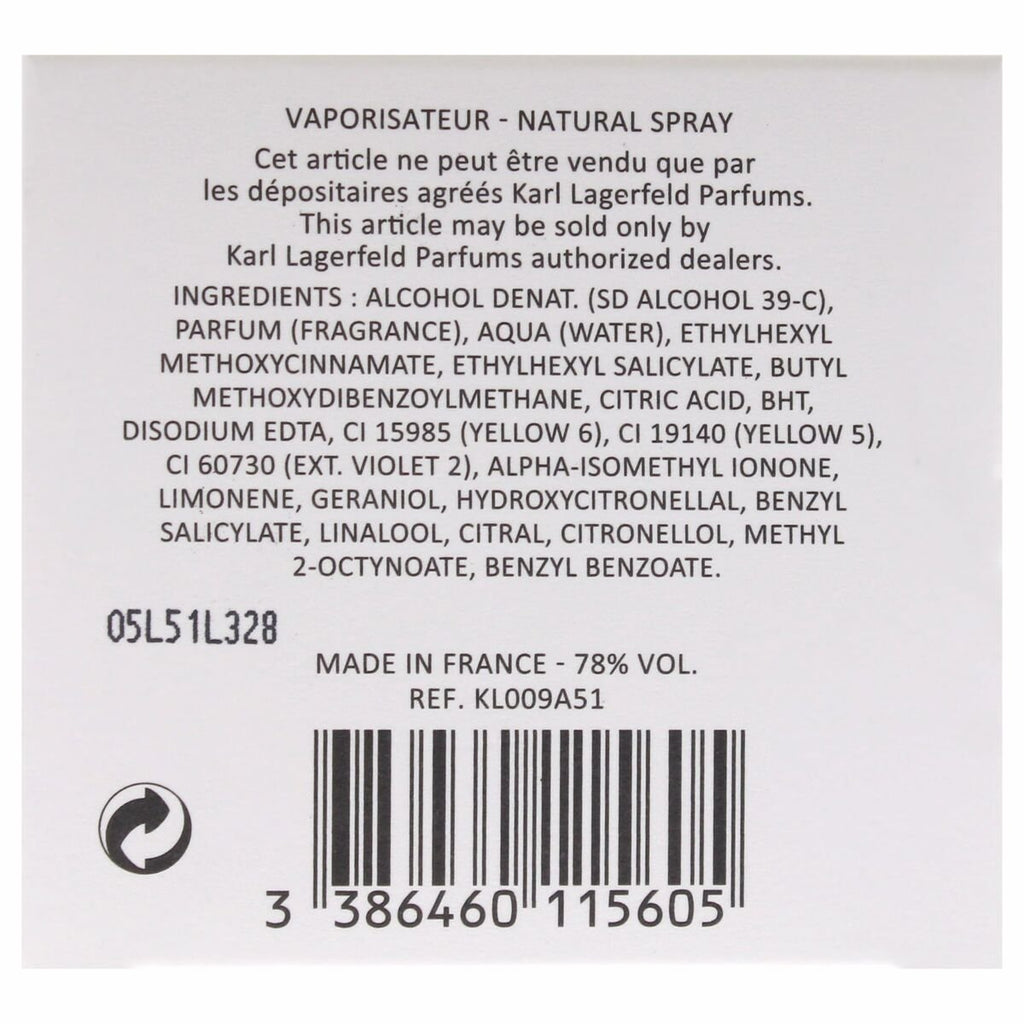 VAPORISATEUR - NATURAL SPRAY
Cet article ne peut être vendu que par
les dépositaires agréés Karl Lagerfeld Parfums.
This article may be sold only by
Karl Lagerfeld Parfums authorized dealers.
INGREDIENTS : ALCOHOL DENAT. (SD ALCOHOL 39-C),
PARFUM (FRAGRANCE), AQUA (WATER), ETHYLHEXYL
METHOXYCINNAMATE, ETHYLHEXYL SALICYLATE, BUTYL
METHOXYDIBENZOYLMETHANE, CITRIC ACID, BHT,
DISODIUM EDTA, CI 15985 (YELLOW 6), CI 19140 (YELLOW 5),
CI 60730 (EXT. VIOLET 2), ALPHA-ISOMETHYL IONONE,
LIMONENE, GERANIOL, HYDROXYCITRONELLAL, BENZYL
SALICYLATE, LINALOOL, CITRAL, CITRONELLOL, METHYL
2-OCTYNOATE, BENZYL BENZOATE.
05L51L328
MADE IN FRANCE - 78% VOL.
REF. KL009A51
3 386460 115605